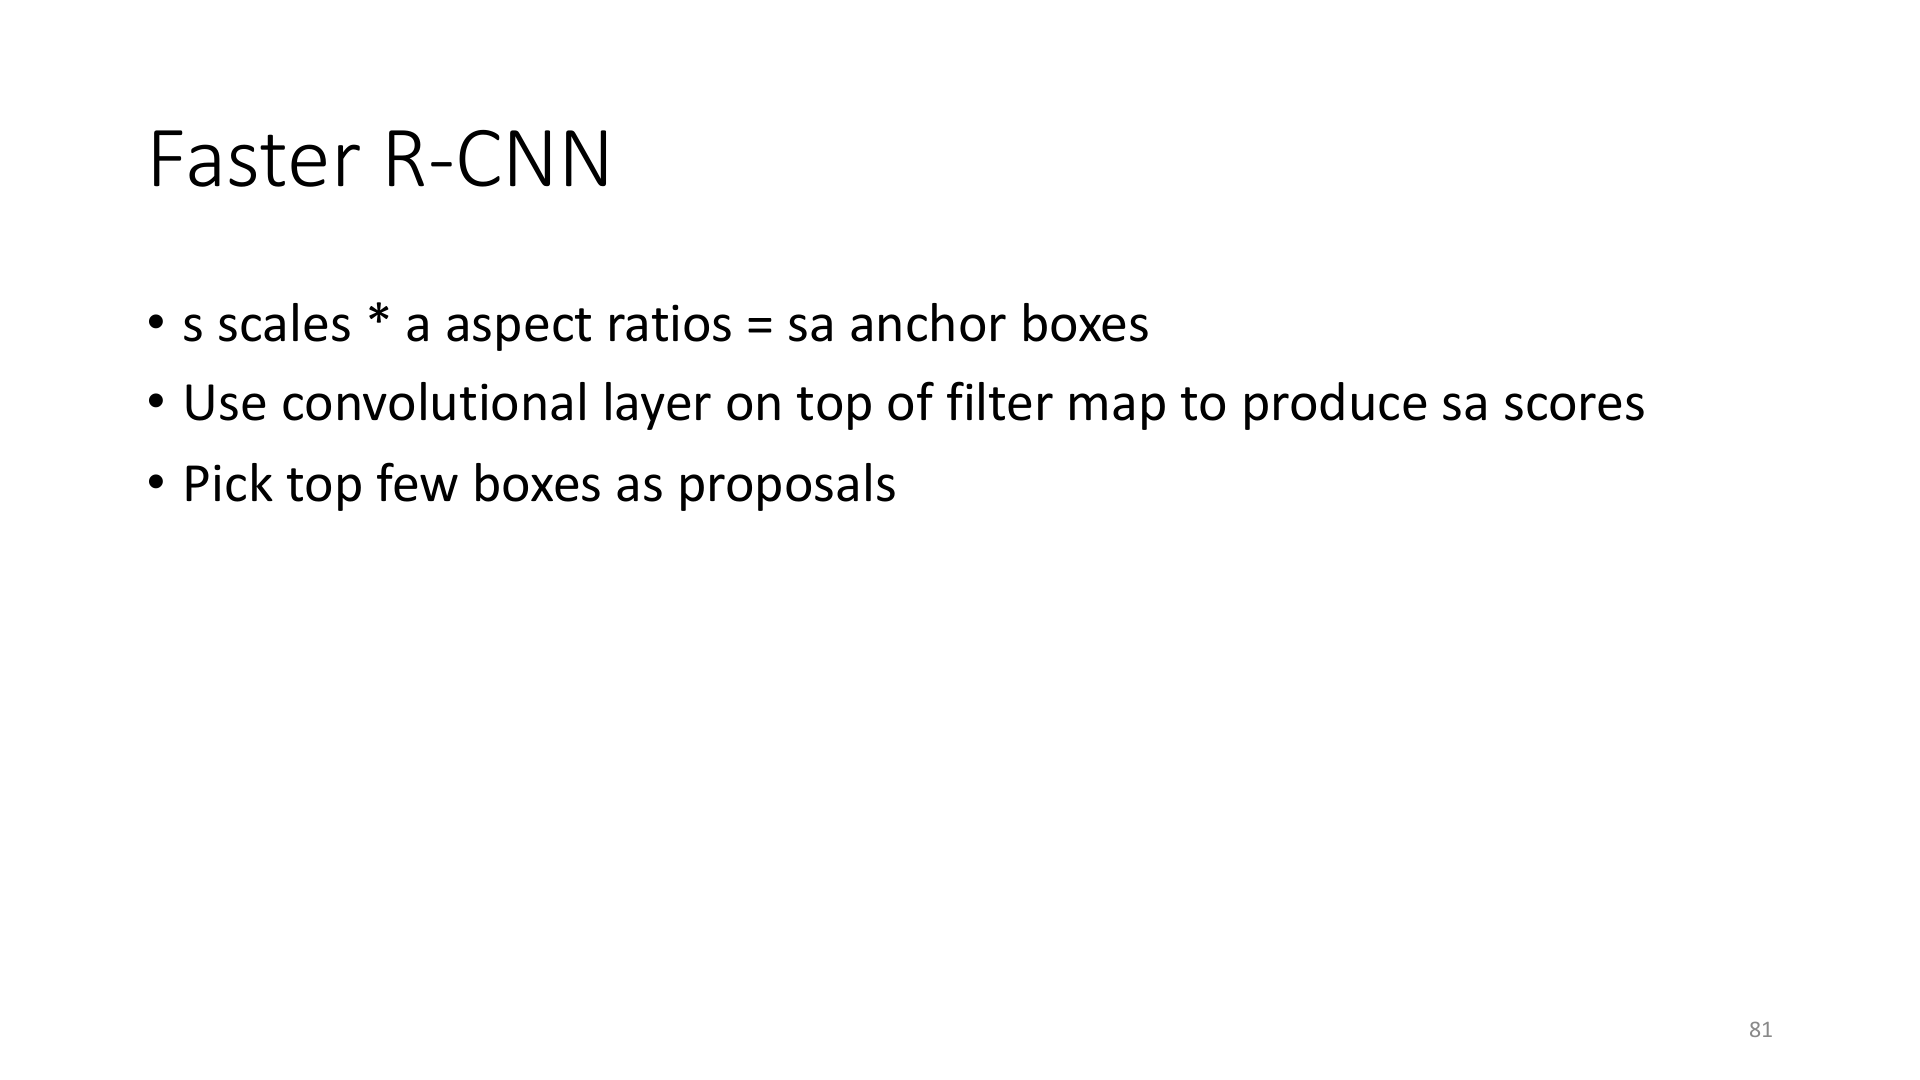 Faster R-CNN
• s scales * a aspect ratios = sa anchor boxes
• Use convolutional layer on top of filter map to produce sa scores
• Pick top few boxes as proposals
81